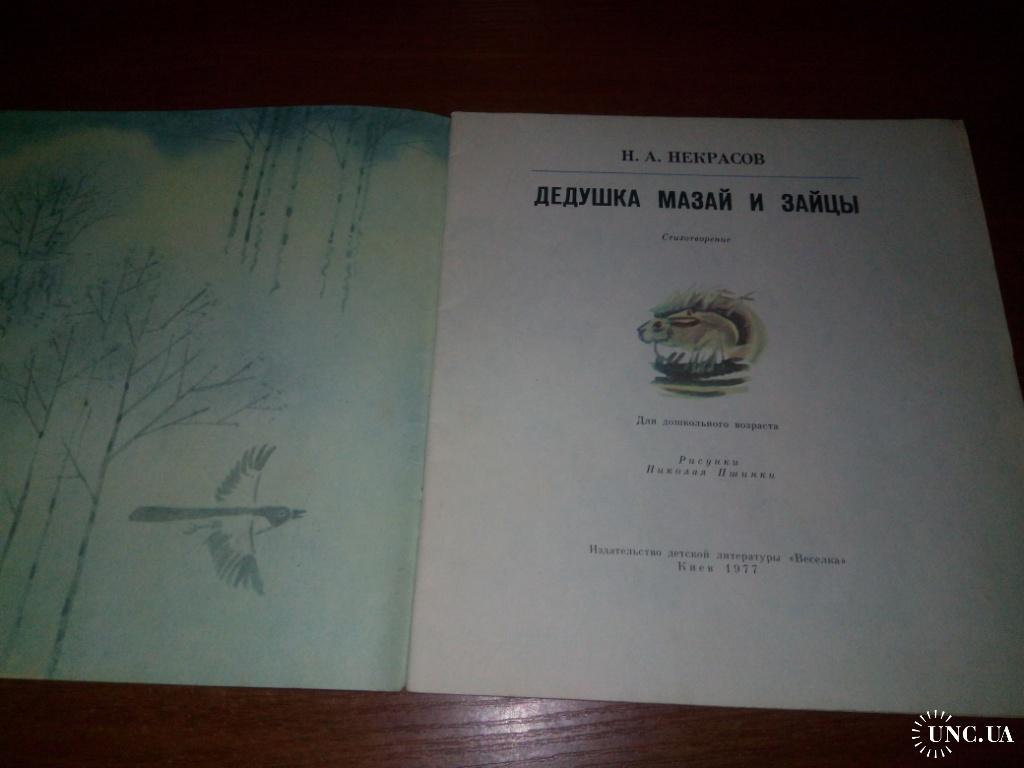 Н. А. НЕКРАСОВ
ДЕДУШКА МАЗАЙ И ЗАЙЦЫ
Стихотворение
Для дошкольного возраста
Рисунки
Николая Пшинки
Издательство детской литературы «Веселка»
Киев 1977
UNC.UA